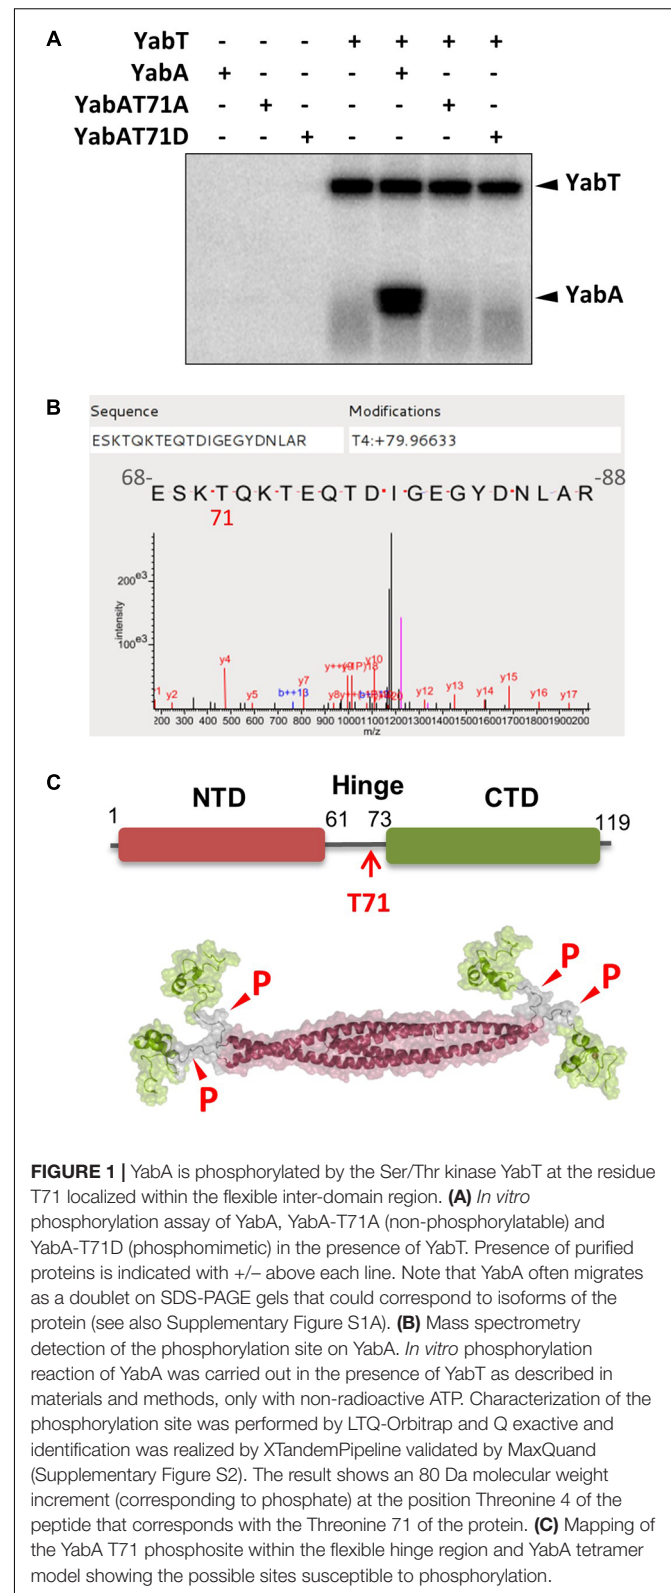 A
YabT - - - + + + +
YabA + - - - + - -
YabAT71A - + - - - + -
YabAT71D - - + - - - +
YabT
YabA
B
Sequence Modifications
ESKTQKTEQTDIGEGYDNLAR T4:+79.96633
68- E S K T Q K T E Q T D I G E G Y D N L A R -88
71
intensity
200e3
100e3
y2
y4
y5
b++13
y7
y8
y10
y12
y13
y14
y15
y16
y17
200 300 400 500 600 700 800 900 1000 1100 1200 1300 1400 1500 1600 1700 1800 1900 2000
m/z
C
NTD Hinge CTD
1 61 73 119
T71
P P
P P
FIGURE 1 | YabA is phosphorylated by the Ser/Thr kinase YabT at the residue
T71 localized within the flexible inter-domain region. (A) In vitro
phosphorylation assay of YabA, YabA-T71A (non-phosphorylatable) and
YabA-T71D (phosphomimetic) in the presence of YabT. Presence of purified
proteins is indicated with +/– above each line. Note that YabA often migrates
as a doublet on SDS-PAGE gels that could correspond to isoforms of the
protein (see also Supplementary Figure S1A). (B) Mass spectrometry
detection of the phosphorylation site on YabA. In vitro phosphorylation
reaction of YabA was carried out in the presence of YabT as described in
materials and methods, only with non-radioactive ATP. Characterization of the
phosphorylation site was performed by LTQ-Orbitrap and Q exactive and
identification was realized by XTandemPipeline validated by MaxQuand
(Supplementary Figure S2). The result shows an 80 Da molecular weight
increment (corresponding to phosphate) at the position Threonine 4 of the
peptide that corresponds with the Threonine 71 of the protein. (C) Mapping of
the YabA T71 phosphosite within the flexible hinge region and YabA tetramer
model showing the possible sites susceptible to phosphorylation.